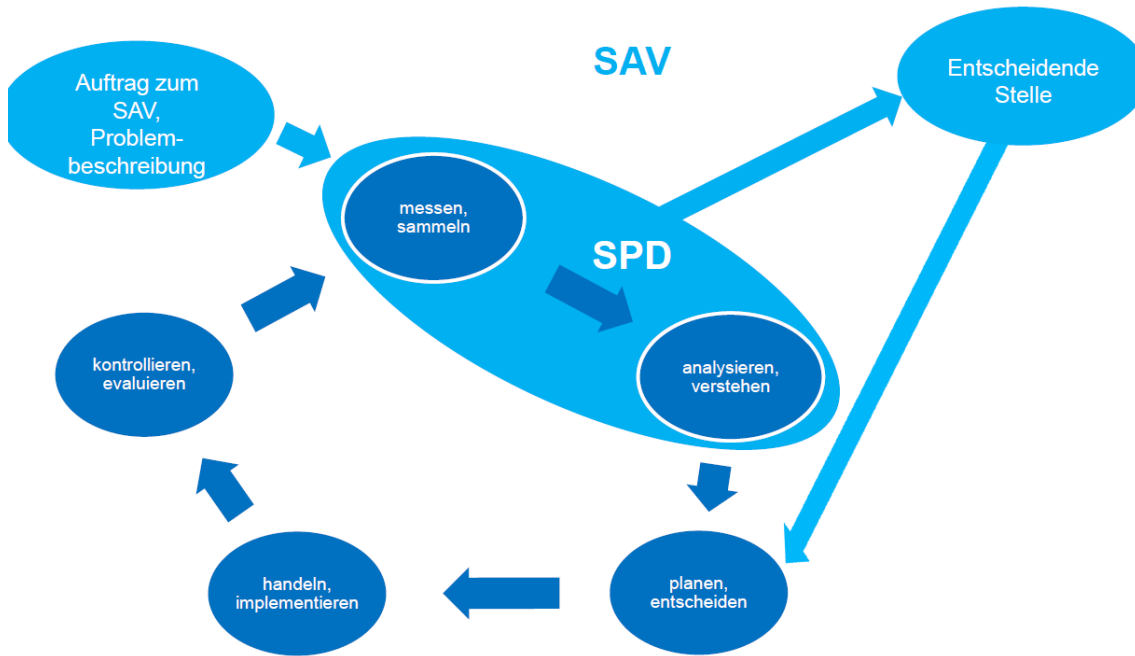 SAV
Auftrag zum
SAV,
Problem-
beschreibung
Entscheidende
Stelle
messen,
sammeln
SPD
analysieren,
verstehen
kontrollieren,
evaluieren
planen,
entscheiden
handeln,
implementieren